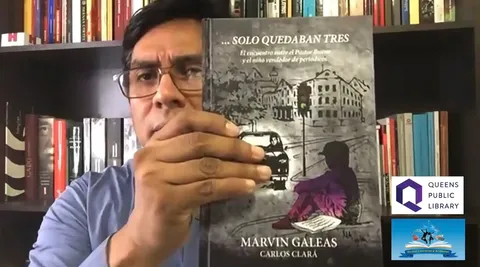 ... SOLO QUEDABAN TRES
El encuentro entre el Pastor Bueno
y el niño vendedor de periódicos
MARVIN GALEAS
CARLOS CLARÁ
QUEENS
PUBLIC
LIBRARY